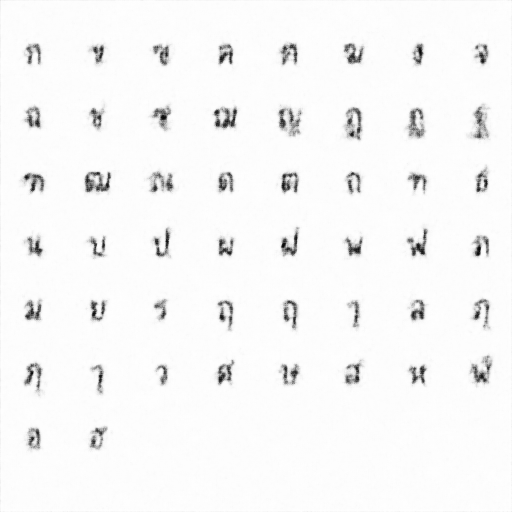 ก ข ฃ ค ฅ ฆ ง จ
ฉ ช ซ ฌ ญ ฎ ฏ ฐ
ฑ ฒ ณ ด ต ถ ท ธ
น บ ป ผ ฝ พ ฟ ภ
ม ย ร ฤ ฤ ๅ ล ฦ
ฦ ๅ ว ศ ษ ส ห ฬ
อ ฮ